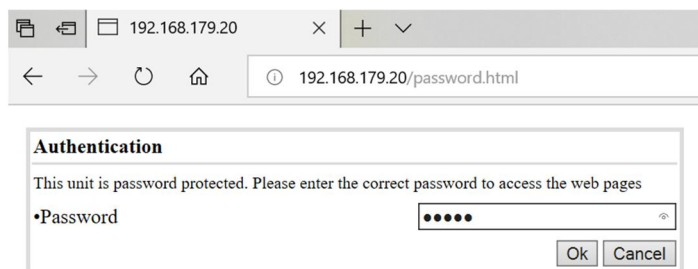 192.168.179.20
192.168.179.20/password.html
Authentication
This unit is password protected. Please enter the correct password to access the web pages
•Password
•••••
Ok Cancel